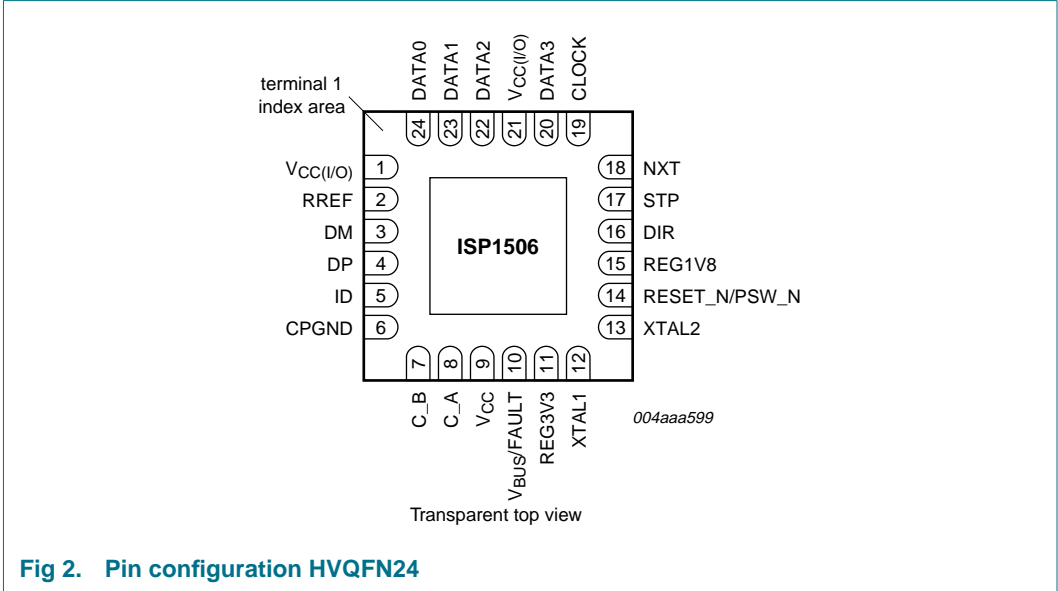 DATA0
DATA1
DATA2
VCC(I/O)
DATA3
CLOCK
terminal 1
index area
24
23
22
21
20
19
VCC(I/O) 1
RREF 2
DM 3
DP 4
ID 5
CPGND 6
ISP1506
18 NXT
17 STP
16 DIR
15 REG1V8
14 RESET_N/PSW_N
13 XTAL2
7
8
9
10
11
12
C_B
C_A
VCC
VBUS/FAULT
REG3V3
XTAL1
004aaa599
Transparent top view
Fig 2. Pin configuration HVQFN24